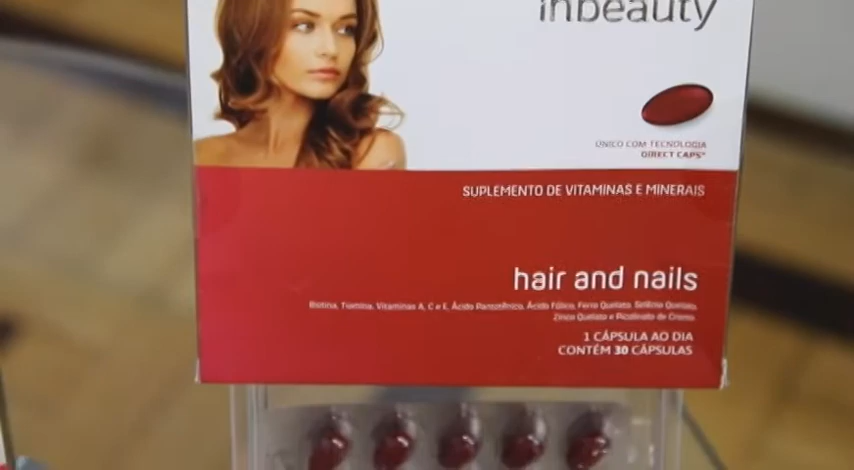 inbeauty
ÚNICO COM TECNOLOGIA
DIRECT CAPS™
SUPLEMENTO DE VITAMINAS E MINERAIS
hair and nails
Biotina, Tiamina, Vitaminas A, C e E, Ácido Pantotênico, Ácido Fólico, Ferro Quelato, Selênio Quelato,
Zinco Quelato e Picolinato de Cromo.
1 CÁPSULA AO DIA
CONTÉM 30 CÁPSULAS